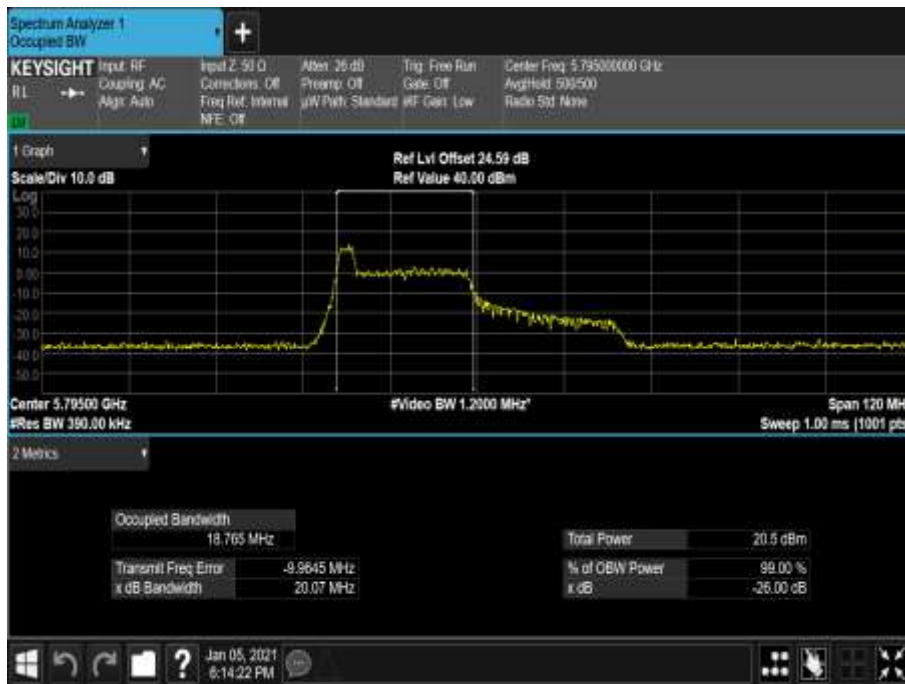 Spectrum Analyzer 1
Occupied BW
KEYSIGHT
Input: RF
Coupling: AC
Align: Auto
Input Z: 50 Ω
Corrections: Off
Freq Ref: Internal
NFE: Off
Atten: 26 dB
Preamp: Off
µW Path: Standard
Trig: Free Run
Gate: Off
#IF Gain: Low
Center Freq: 5.795000000 GHz
Avg|Hold: 500/500
Radio Std: None
1 Graph
Scale/Div 10.0 dB
Ref Lvl Offset 24.59 dB
Ref Value 40.00 dBm
Log
30.0
20.0
10.0
0.00
-10.0
-20.0
-30.0
-40.0
-50.0
Center 5.79500 GHz
#Res BW 390.00 kHz
#Video BW 1.2000 MHz*
Span 120 MH
Sweep 1.00 ms (1001 pts
2 Metrics
Occupied Bandwidth
18.765 MHz
Transmit Freq Error -9.9645 MHz
x dB Bandwidth 20.07 MHz
Total Power 20.5 dBm
% of OBW Power 99.00 %
x dB -26.00 dB
?
Jan 05, 2021
6:14:22 PM